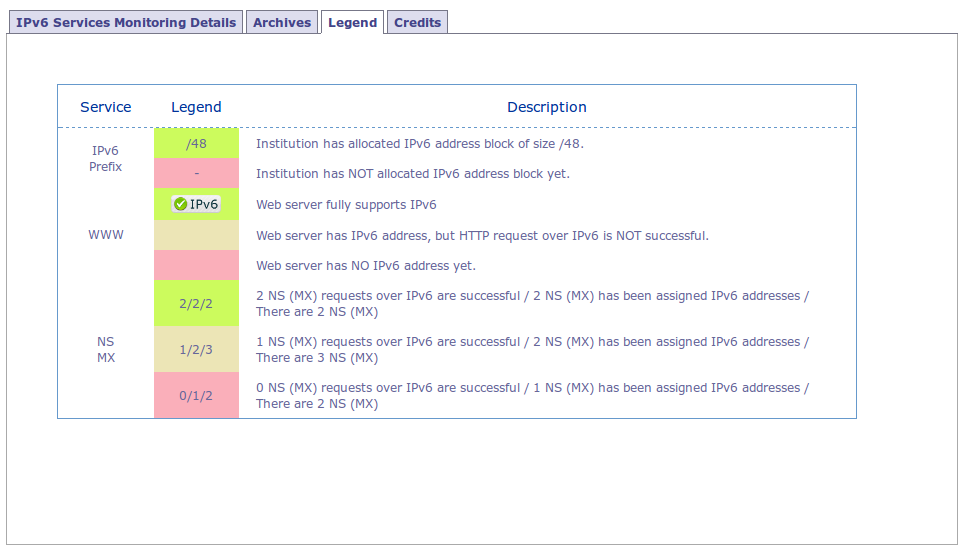 IPv6 Services Monitoring Details Archives Legend Credits
Service Legend Description
IPv6
Prefix
/48 Institution has allocated IPv6 address block of size /48.
- Institution has NOT allocated IPv6 address block yet.
WWW
IPv6 Web server fully supports IPv6
Web server has IPv6 address, but HTTP request over IPv6 is NOT successful.
Web server has NO IPv6 address yet.
NS
MX
2/2/2 2 NS (MX) requests over IPv6 are successful / 2 NS (MX) has been assigned IPv6 addresses /
There are 2 NS (MX)
1/2/3 1 NS (MX) requests over IPv6 are successful / 2 NS (MX) has been assigned IPv6 addresses /
There are 3 NS (MX)
0/1/2 0 NS (MX) requests over IPv6 are successful / 1 NS (MX) has been assigned IPv6 addresses /
There are 2 NS (MX)